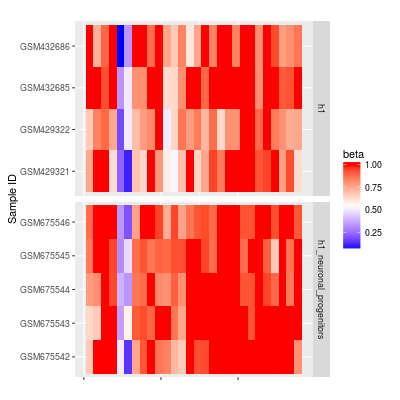 GSM432686
GSM432685
GSM429322
GSM429321
h1
GSM675546
GSM675545
GSM675544
GSM675543
GSM675542
h1_neuronal_progenitors
Sample ID
beta
1.00
0.75
0.50
0.25